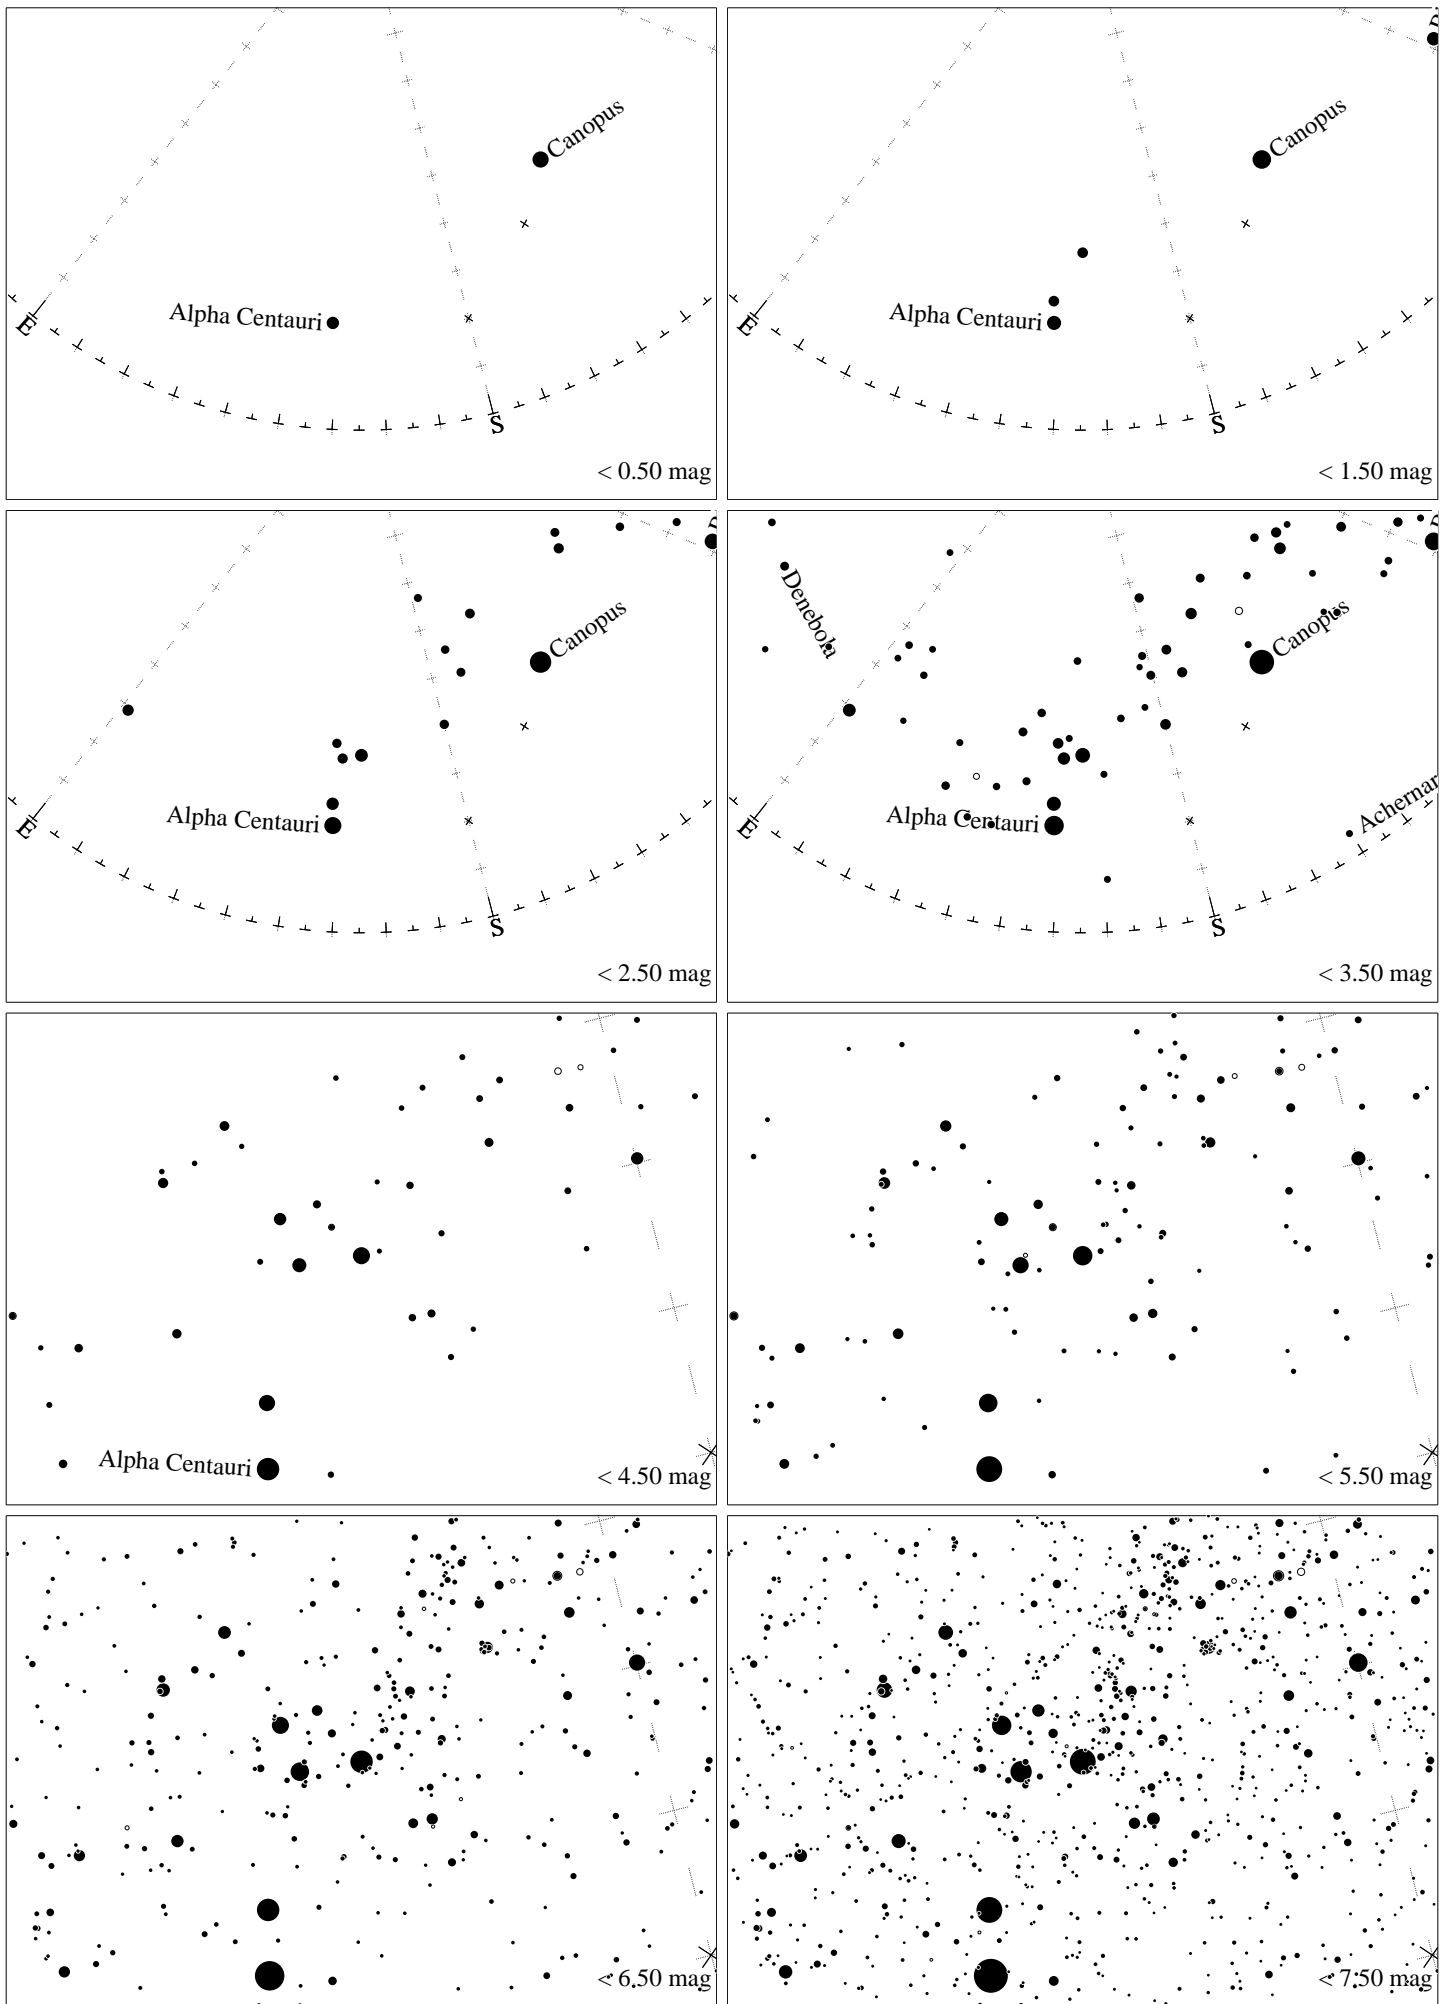 Canopus
Alpha Centauri
E
S
< 0.50 mag
Canopus
Alpha Centauri
E
S
< 1.50 mag
Canopus
Alpha Centauri
E
S
< 2.50 mag
Denebola
Canopus
Achernar
Alpha Centauri
E
S
< 3.50 mag
Alpha Centauri
< 4.50 mag
< 5.50 mag
< 6.50 mag
< 7.50 mag